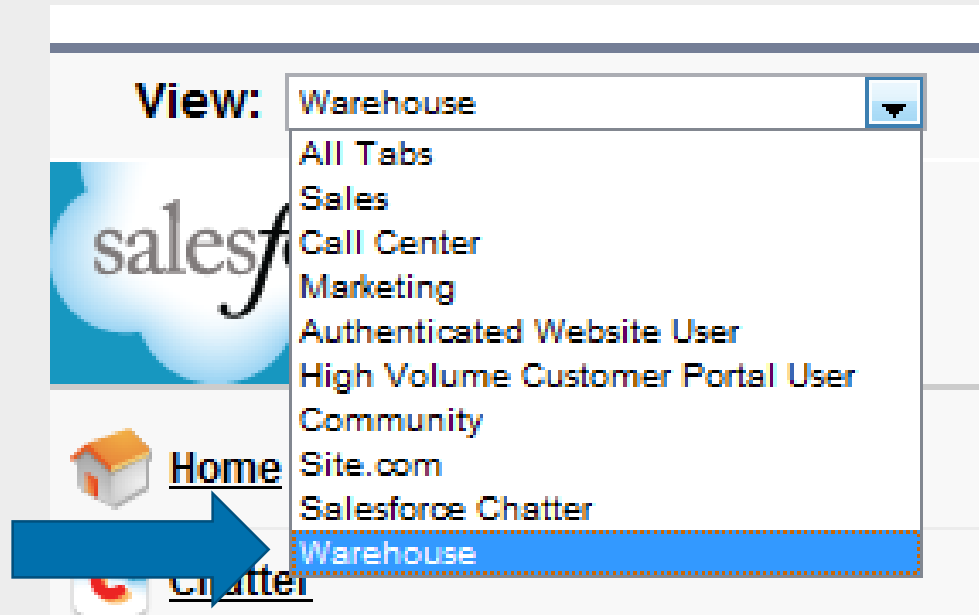 View: Warehouse
All Tabs
Sales
salesf
Call Center
Marketing
Authenticated Website User
High Volume Customer Portal User
Community
Home
Site.com
Salesforce Chatter
Warehouse
Chatter